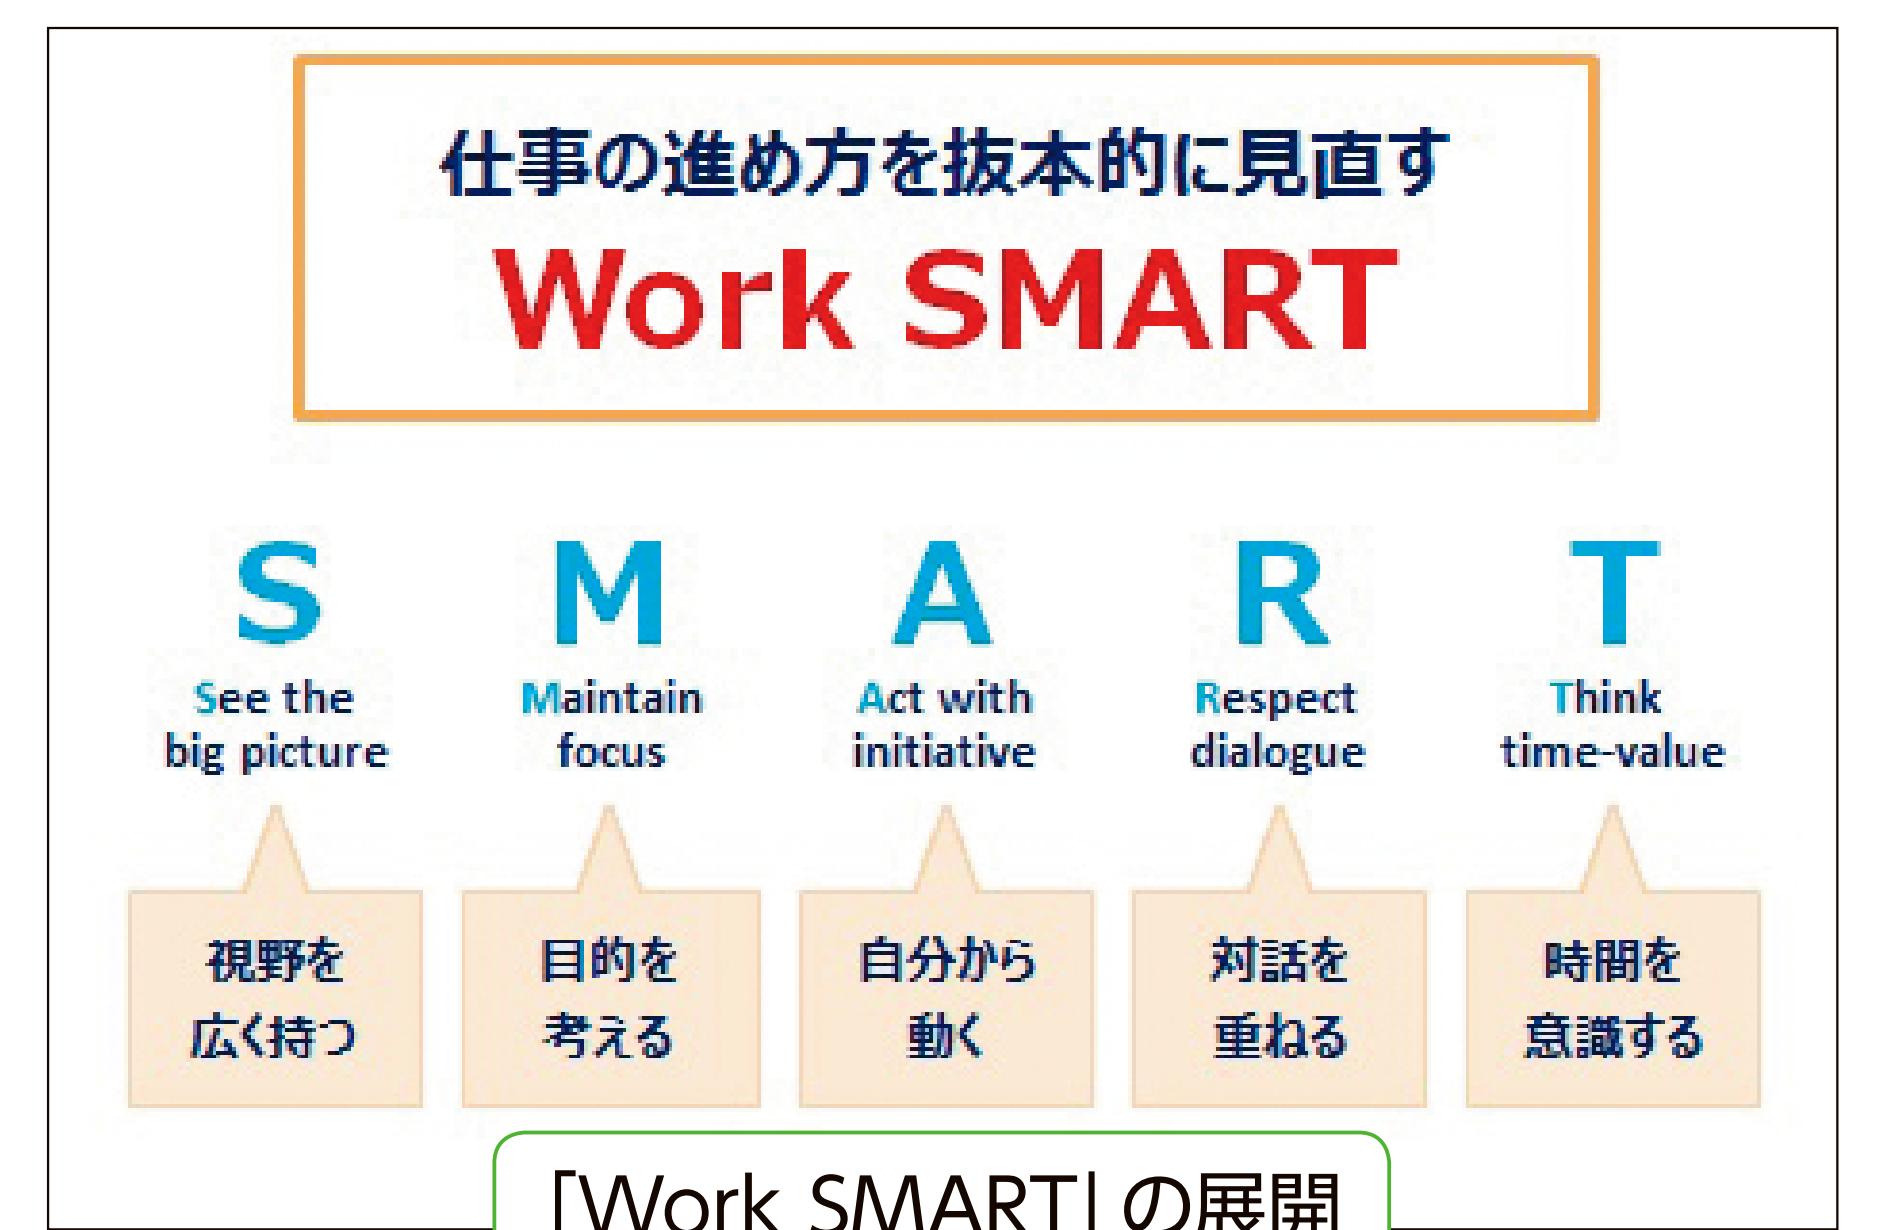 仕事の進め方を抜本的に見直す
Work SMART
S
See the
big picture
視野を
広く持つ
M
Maintain
focus
目的を
考える
A
Act with
initiative
自分から
動く
R
Respect
dialogue
対話を
重ねる
T
Think
time-value
時間を
意識する
「Work SMART」の展開